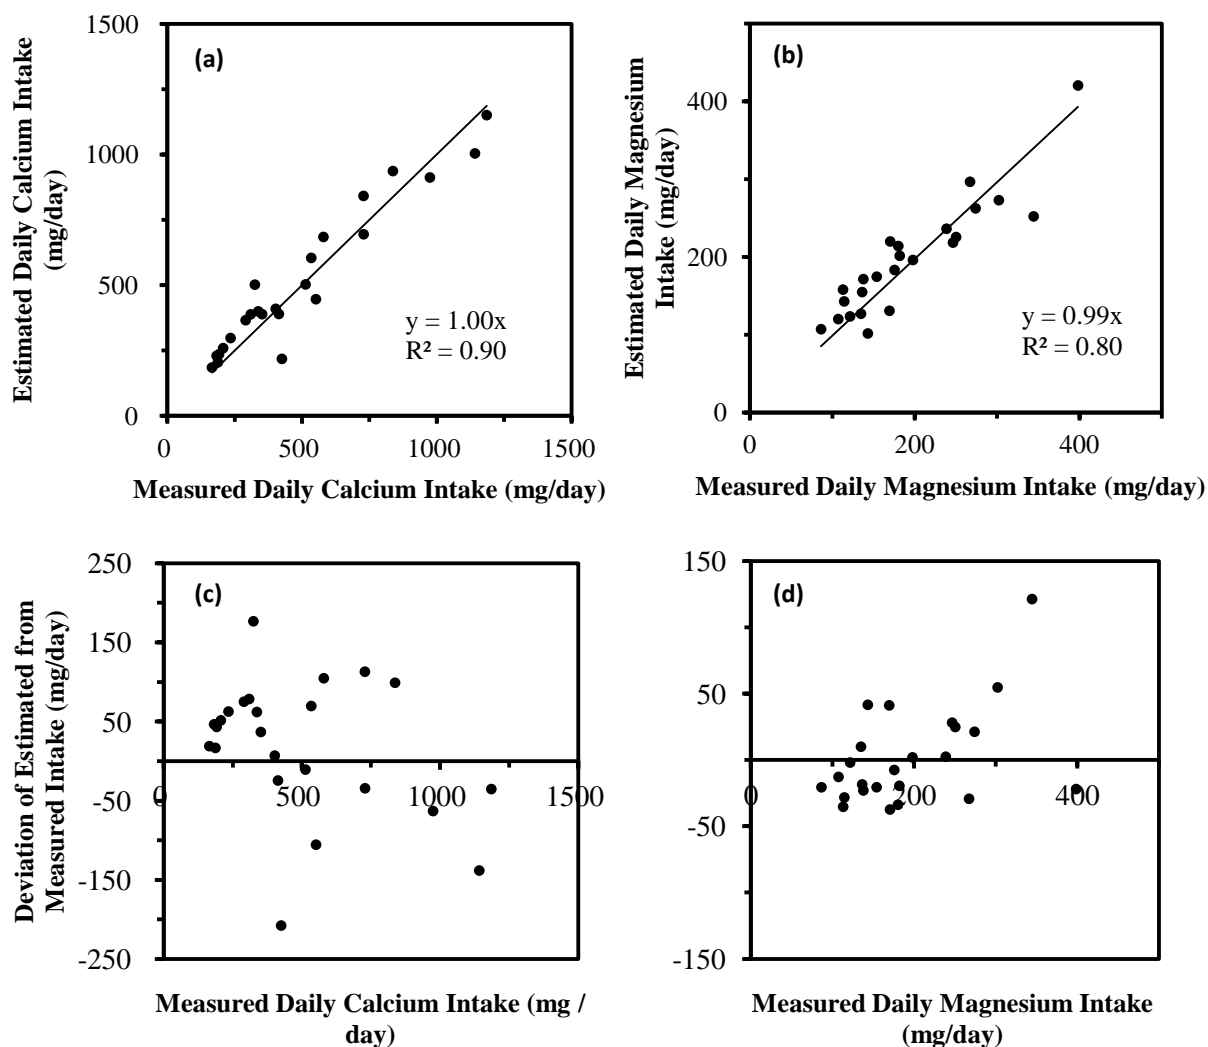 (a)
Estimated Daily Calcium Intake
(mg/day)
1500
1000
500
0
y = 1.00x
R² = 0.90
0 500 1000 1500
Measured Daily Calcium Intake (mg/day)
(b)
Estimated Daily Magnesium
Intake (mg/day)
400
200
0
y = 0.99x
R² = 0.80
0 200 400
Measured Daily Magnesium Intake (mg/day)
(c)
Deviation of Estimated from
Measured Intake (mg/day)
250
150
50
-50
-150
-250
0 500 1000 1500
Measured Daily Calcium Intake (mg /
day)
(d)
150
50
-50
-150
0 200 400
Measured Daily Magnesium Intake
(mg/day)